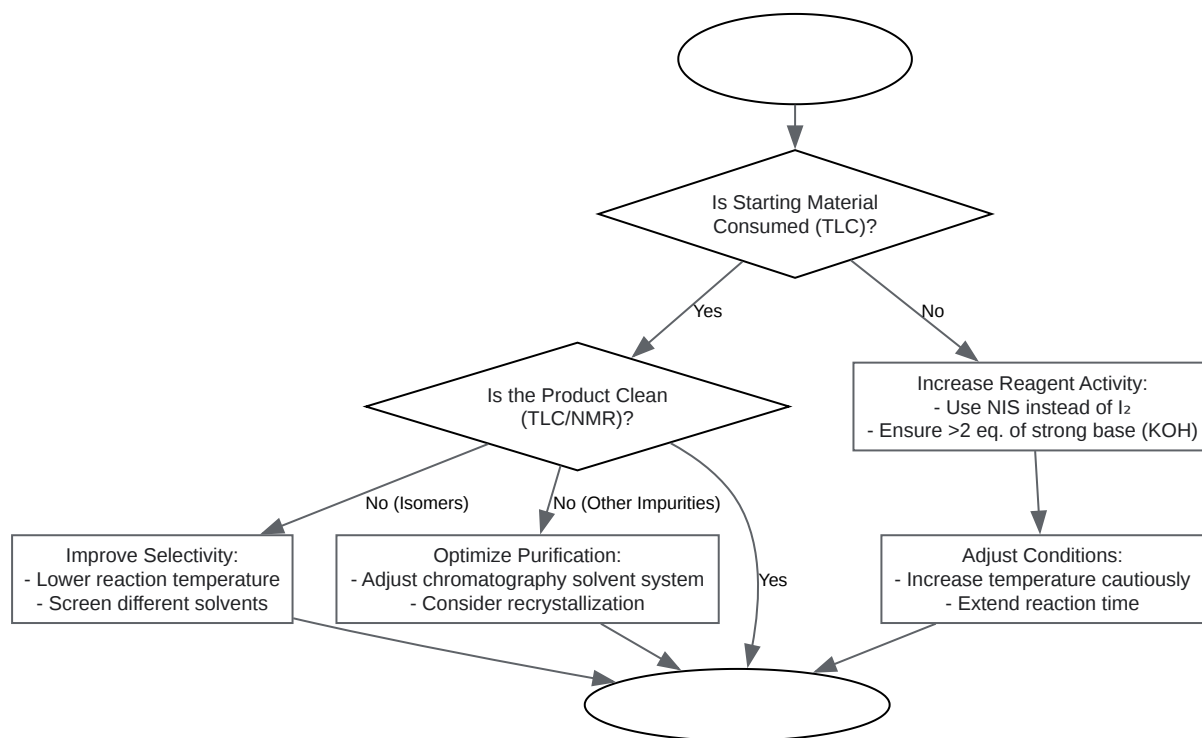 Is Starting Material
Consumed (TLC)?
Yes
No
Is the Product Clean
(TLC/NMR)?
Increase Reagent Activity:
- Use NIS instead of I₂
- Ensure >2 eq. of strong base (KOH)
No (Isomers)
No (Other Impurities)
Yes
Improve Selectivity:
- Lower reaction temperature
- Screen different solvents
Optimize Purification:
- Adjust chromatography solvent system
- Consider recrystallization
Adjust Conditions:
- Increase temperature cautiously
- Extend reaction time